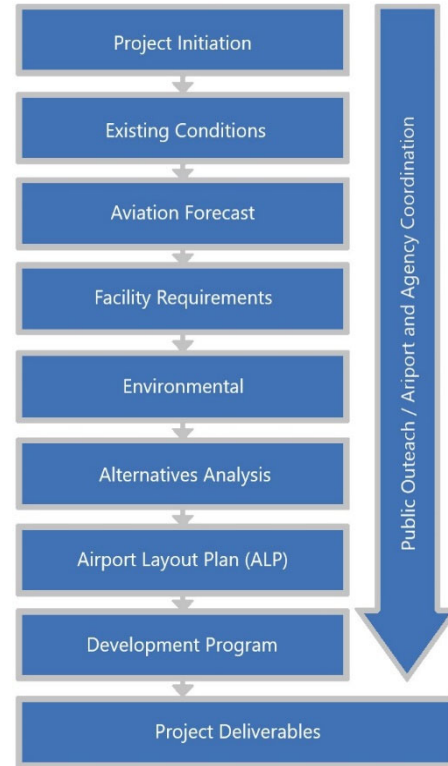 Project Initiation
Existing Conditions
Aviation Forecast
Facility Requirements
Environmental
Alternatives Analysis
Airport Layout Plan (ALP)
Development Program
Project Deliverables
Public Outeach / Ariport and Agency Coordination